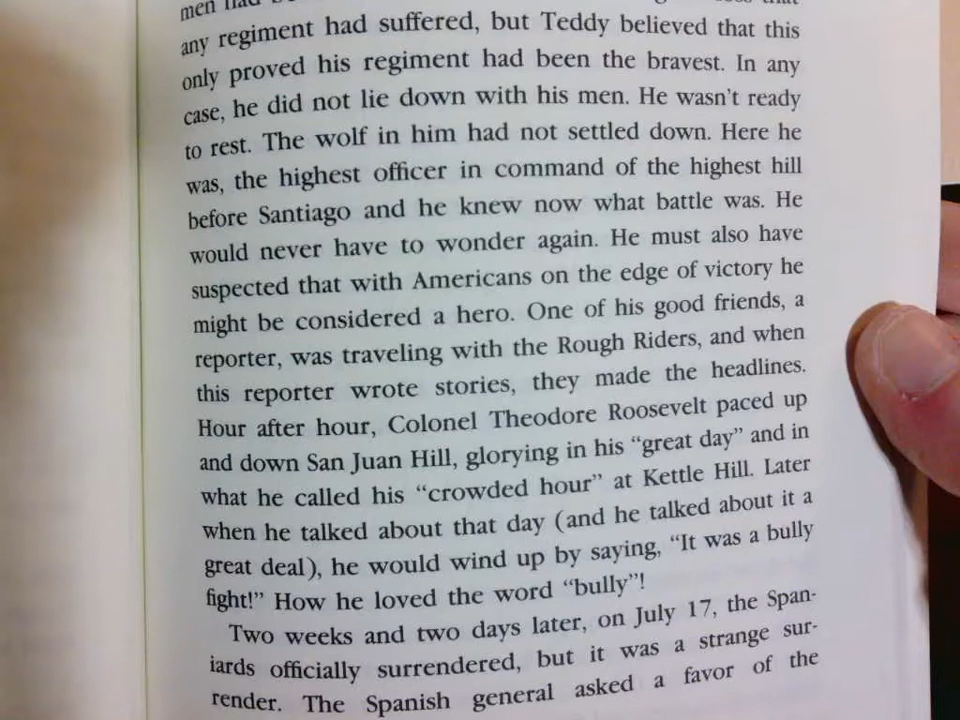 men had
any regiment had suffered, but Teddy believed that this
only proved his regiment had been the bravest. In any
case, he did not lie down with his men. He wasn't ready
to rest. The wolf in him had not settled down. Here he
was, the highest officer in command of the highest hill
before Santiago and he knew now what battle was. He
would never have to wonder again. He must also have
suspected that with Americans on the edge of victory he
might be considered a hero. One of his good friends, a
reporter, was traveling with the Rough Riders, and when
this reporter wrote stories, they made the headlines.
Hour after hour, Colonel Theodore Roosevelt paced up
and down San Juan Hill, glorying in his “great day” and in
what he called his “crowded hour” at Kettle Hill. Later
when he talked about that day (and he talked about it a
great deal), he would wind up by saying, “It was a bully
fight!” How he loved the word “bully”!
Two weeks and two days later, on July 17, the Span-
iards officially surrendered, but it was a strange sur-
render. The Spanish general asked a favor of the